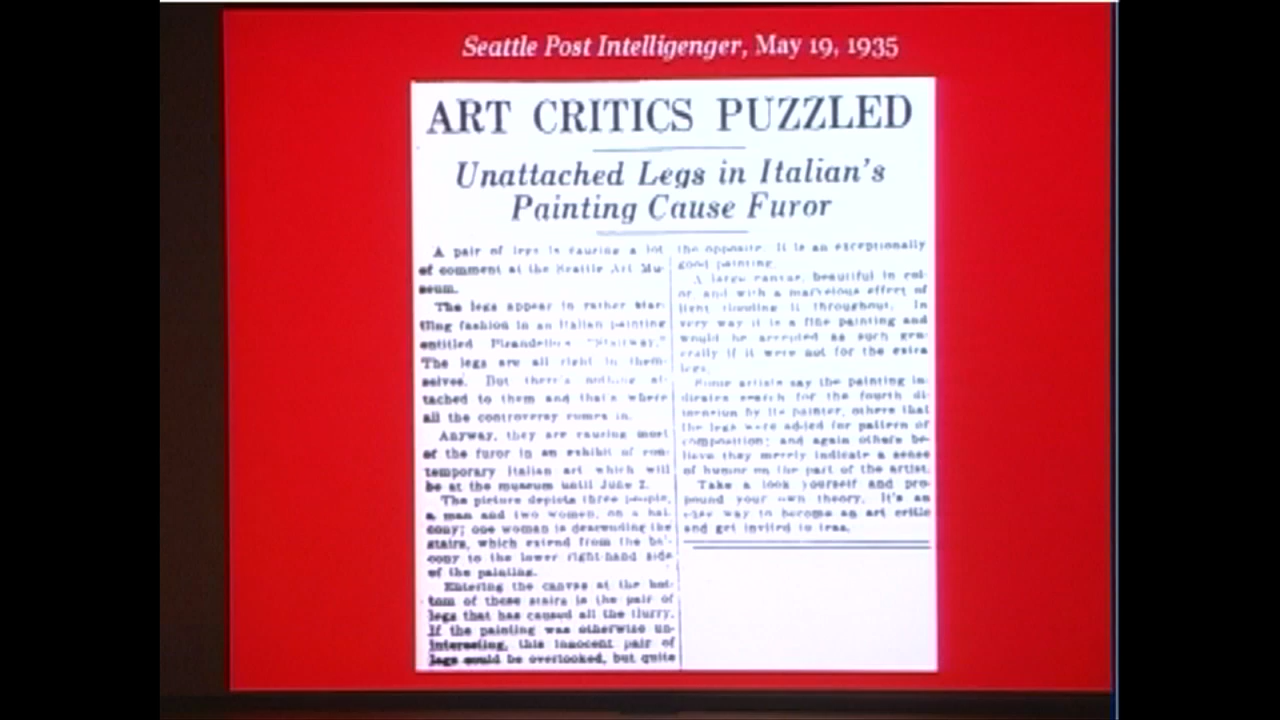 Seattle Post Intelligenger, May 19, 1935
ART CRITICS PUZZLED
Unattached Legs in Italian's
Painting Cause Furor
A pair of legs is causing a lot
of comment at the Seattle Art Mu-
seum.
The legs appear in rather star-
tling fashion in an Italian painting
entitled Pirandello's "Stairway."
The legs are all right in them-
selves. But there's nothing at-
tached to them and that's where
all the controversy comes in.
Anyway, they are causing most
of the furor in an exhibit of con-
temporary Italian art which will
be at the museum until June 2.
The picture depicts three people,
a man and two women, on a bal-
cony; one woman is descending the
stairs, which extend from the bal-
cony to the lower right-hand side
of the painting.
Entering the canvas at the bot-
tom of these stairs is the pair of
legs that has caused all the flurry.
If the painting was otherwise un-
interesting, this innocent pair of
legs could be overlooked, but quite
the opposite. It is an exceptionally
good painting.
A large canvas, beautiful in col-
or and with a marvelous effect of
light flooding it throughout. In
very way it is a fine painting and
would be accepted as such gen-
erally if it were not for the extra
legs.
Some artists say the painting in-
dicates search for the fourth di-
mension by its painter, others that
the legs were added for pattern of
composition; and again others be-
lieve they merely indicate a sense
of humor on the part of the artist.
Take a look yourself and pro-
pound your own theory. It's an
easy way to become an art critic
and get invited to teas.